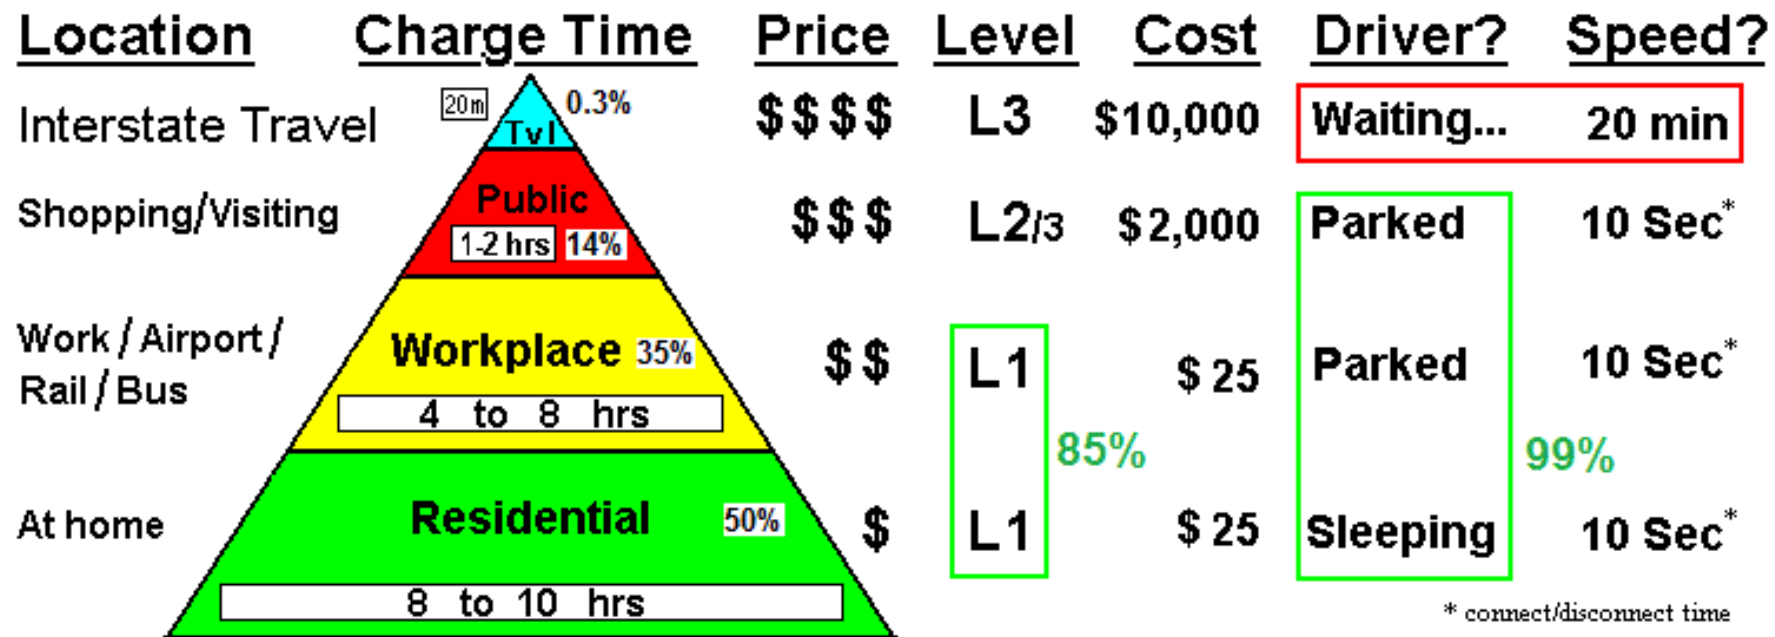 Location Charge Time Price Level Cost Driver? Speed?
Interstate Travel 20m Tvl 0.3% $$$$ L3 $10,000 Waiting... 20 min
Shopping/Visiting Public $$$ L2/3 $2,000 Parked 10 Sec*
1-2 hrs 14%
Work / Airport /
Rail / Bus Workplace 35% $$ L1 $ 25 Parked 10 Sec*
4 to 8 hrs
85% 99%
At home Residential 50% $ L1 $ 25 Sleeping 10 Sec*
8 to 10 hrs
* connect/disconnect time